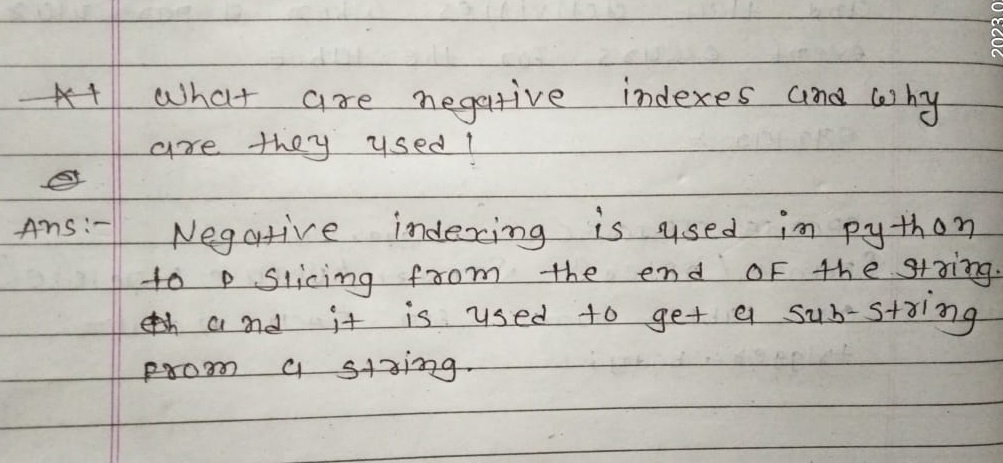 What are negative indexes and why
are they used!
Ans:- Negative indexing is used in python
to slicing from the end OF the string.
and it is used to get a sub-string
from a string.
2023.0